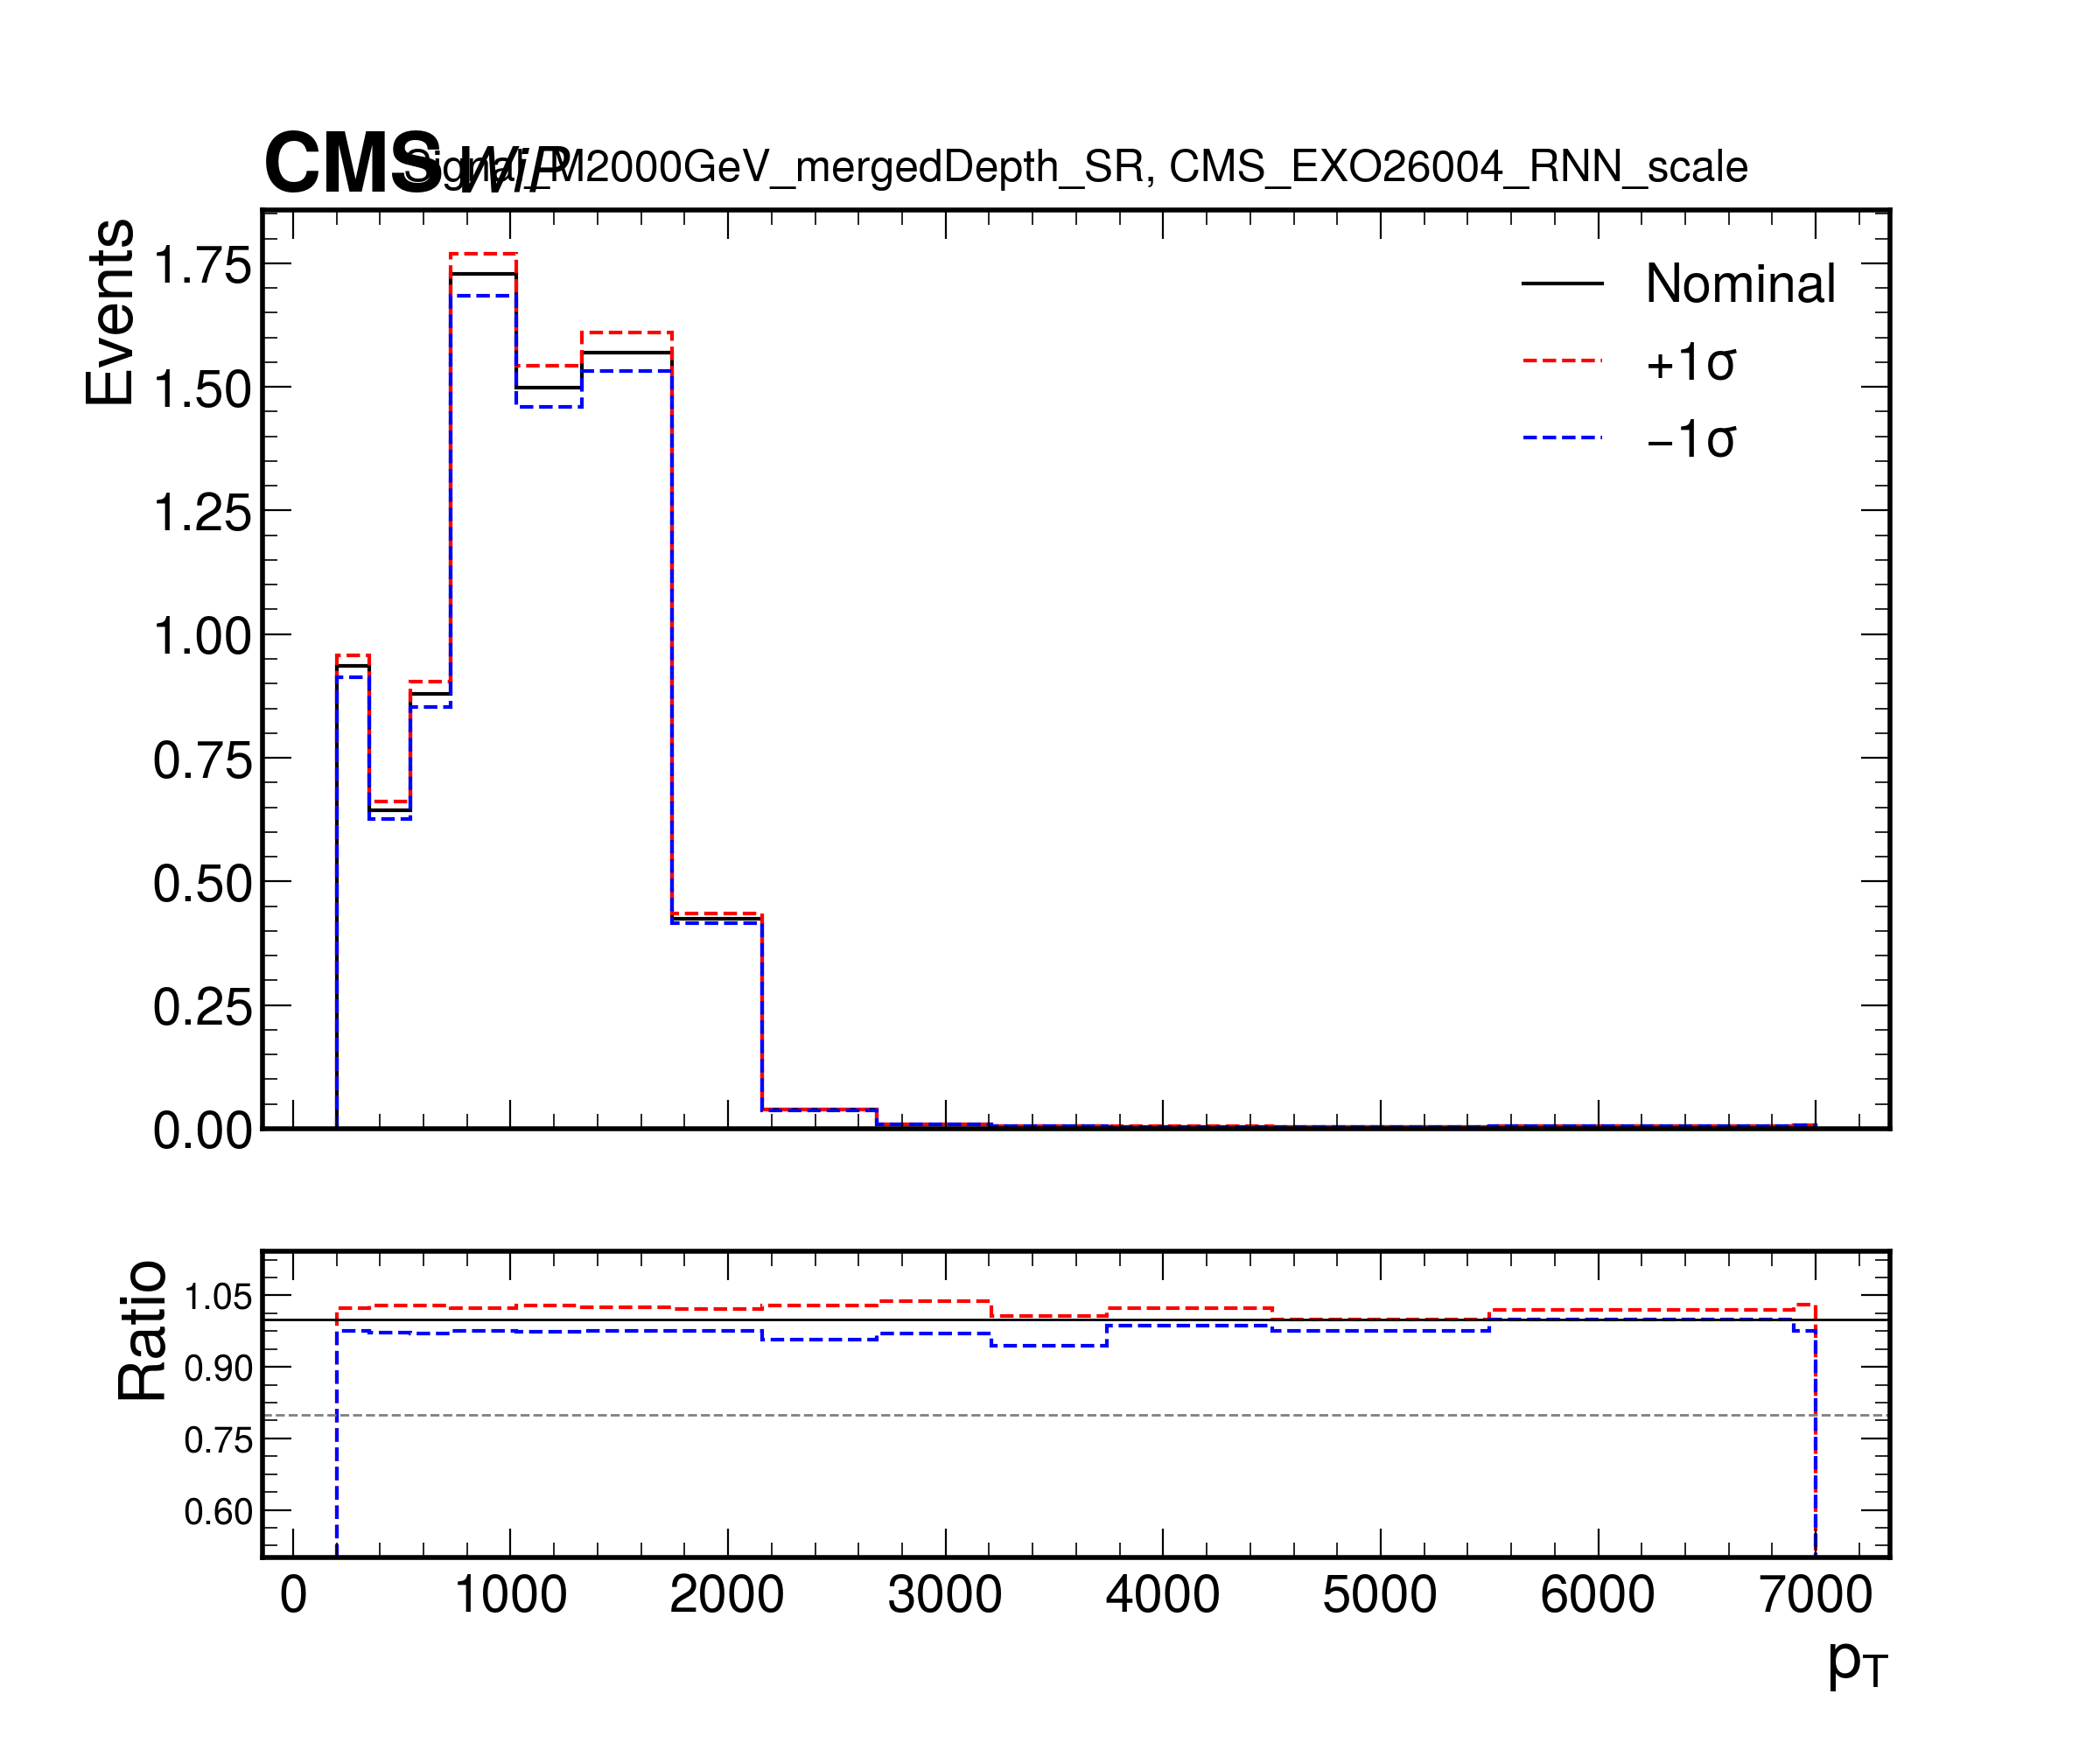 CMS WiP Signal_M2000GeV_mergedDepth_SR, CMS_EXO26004_RNN_scale
Events
1.75
1.50
1.25
1.00
0.75
0.50
0.25
0.00
Nominal
+1σ
−1σ
Ratio
1.05
0.90
0.75
0.60
0 1000 2000 3000 4000 5000 6000 7000
pT